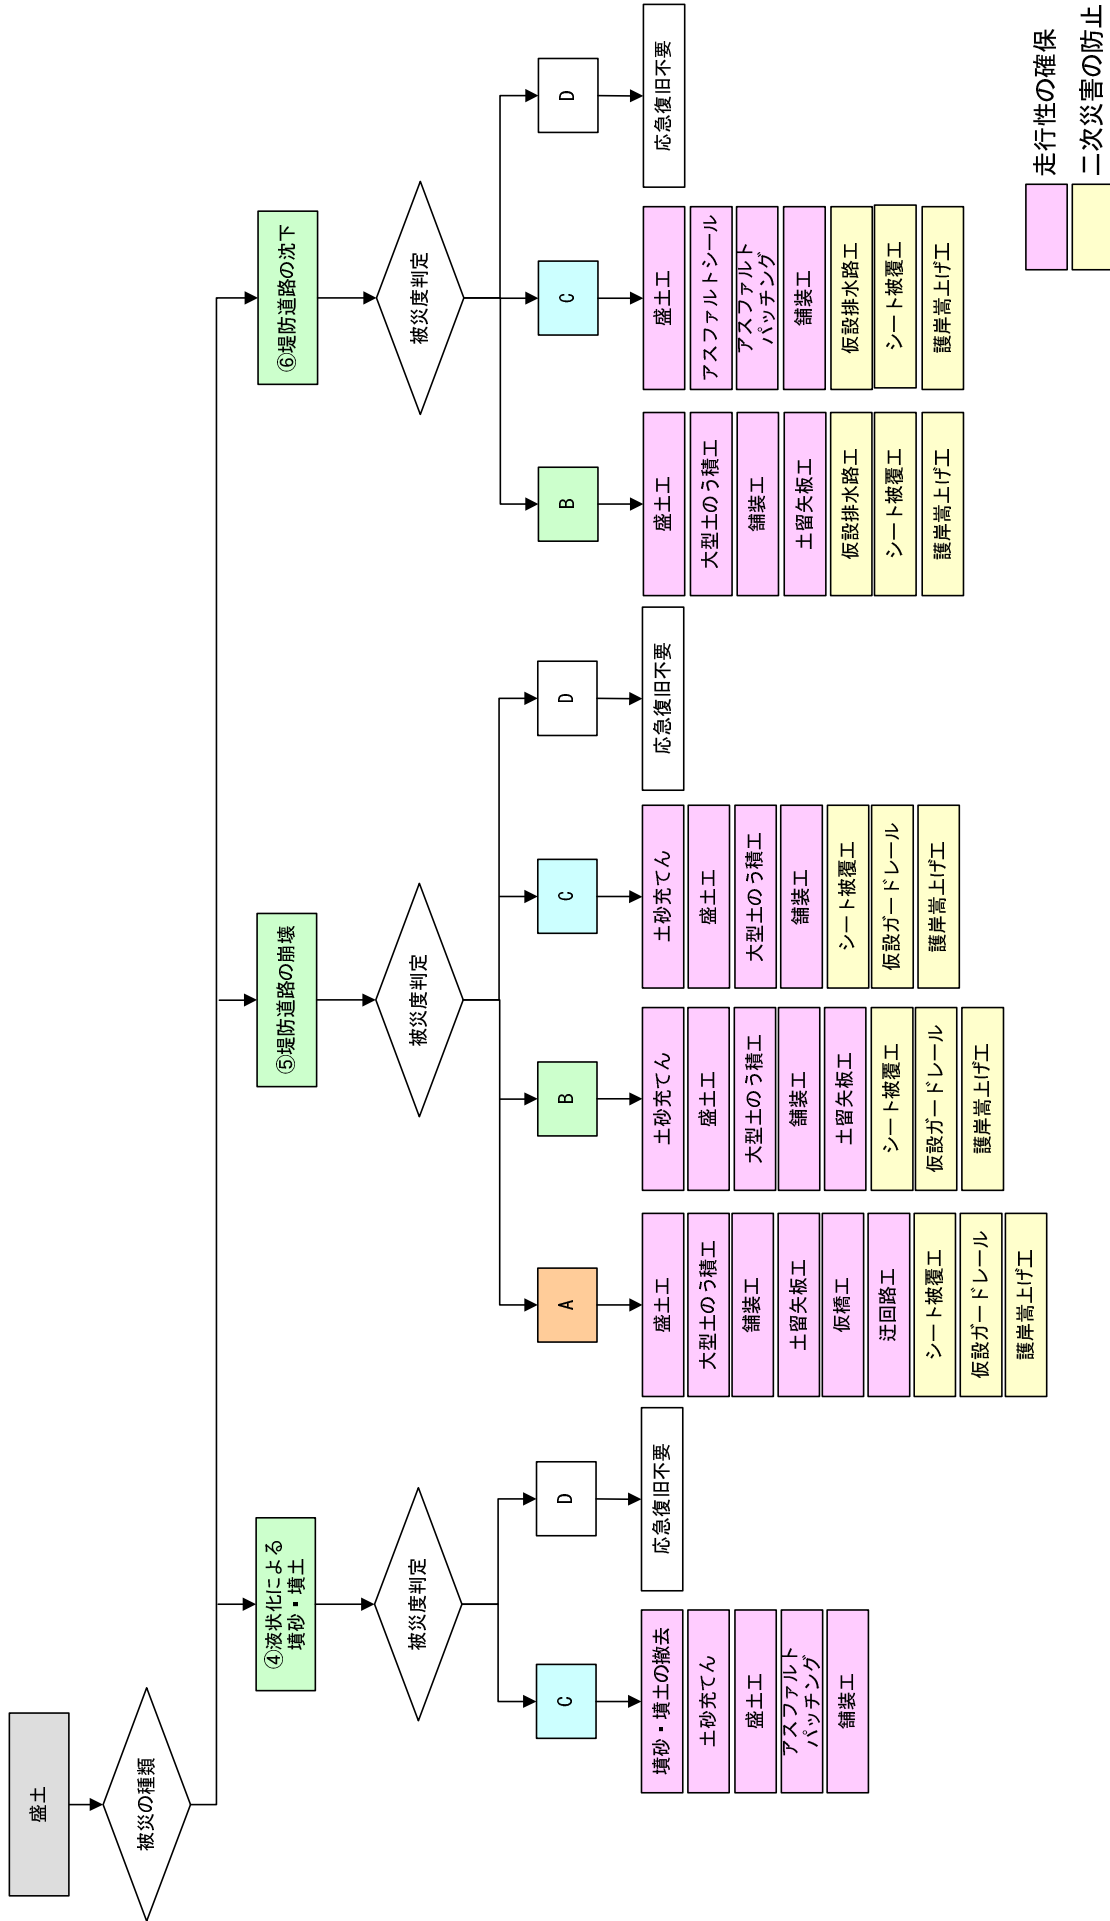 盛土
被災の種類
④液状化による
墳砂・墳土
被災度判定
C
墳砂・墳土の撤去
土砂充てん
盛土工
アスファルト
パッチング
舗装工
D
応急復旧不要
⑤堤防道路の崩壊
被災度判定
A
盛土工
大型土のう積工
舗装工
土留矢板工
仮橋工
迂回路工
シート被覆工
仮設ガードレール
護岸嵩上げ工
B
土砂充てん
盛土工
大型土のう積工
舗装工
土留矢板工
シート被覆工
仮設ガードレール
護岸嵩上げ工
C
土砂充てん
盛土工
大型土のう積工
舗装工
シート被覆工
仮設ガードレール
護岸嵩上げ工
D
応急復旧不要
⑥堤防道路の沈下
被災度判定
B
盛土工
大型土のう積工
舗装工
土留矢板工
仮設排水路工
シート被覆工
護岸嵩上げ工
C
盛土工
アスファルトシール
アスファルト
パッチング
舗装工
仮設排水路工
シート被覆工
護岸嵩上げ工
D
応急復旧不要
走行性の確保
二次災害の防止